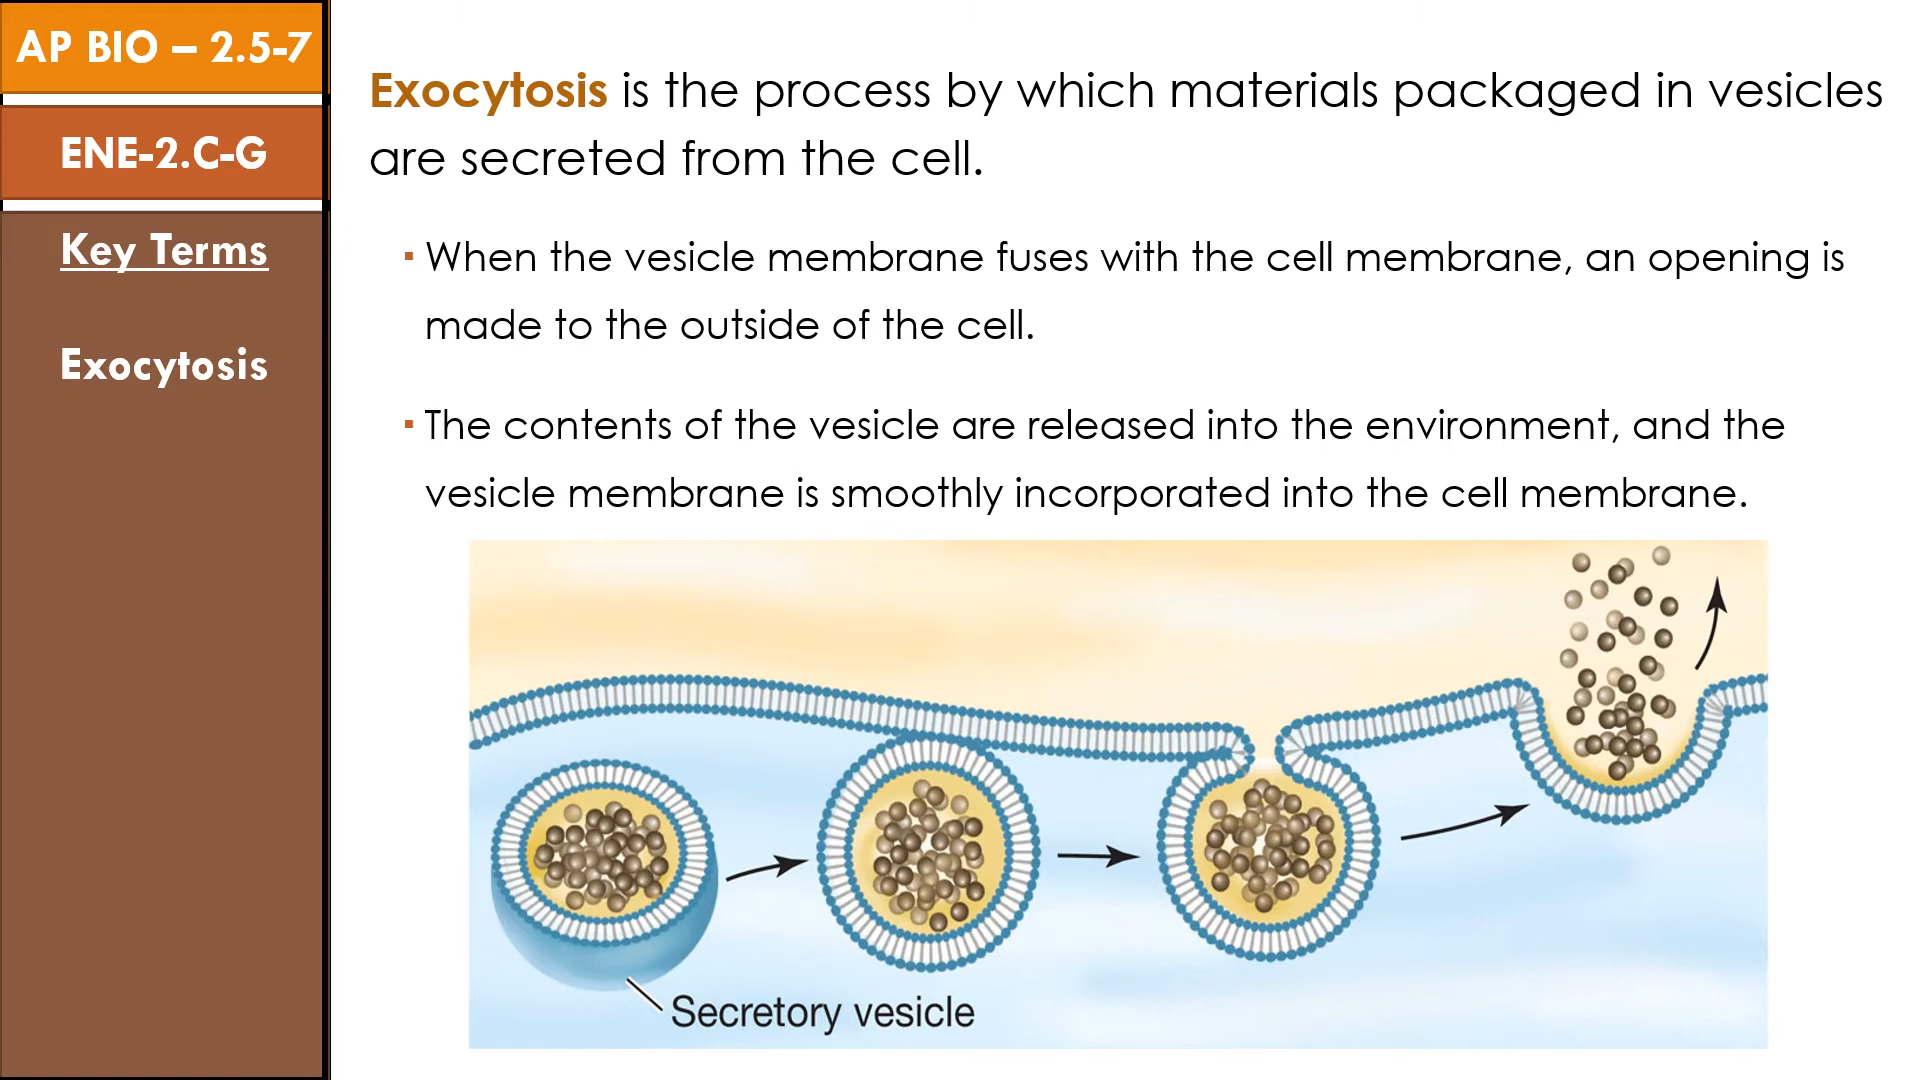 AP BIO – 2.5-7
ENE-2.C-G
Key Terms
Exocytosis
Exocytosis is the process by which materials packaged in vesicles
are secreted from the cell.
▪ When the vesicle membrane fuses with the cell membrane, an opening is
made to the outside of the cell.
▪ The contents of the vesicle are released into the environment, and the
vesicle membrane is smoothly incorporated into the cell membrane.
Secretory vesicle